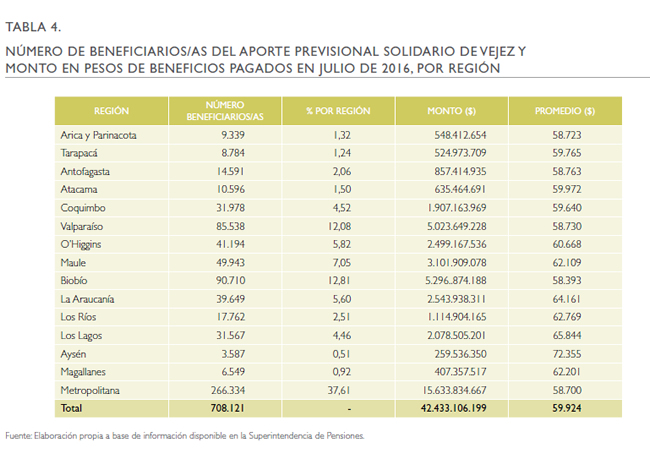 TABLA 4.
NÚMERO DE BENEFICIARIOS/AS DEL APORTE PREVISIONAL SOLIDARIO DE VEJEZ Y
MONTO EN PESOS DE BENEFICIOS PAGADOS EN JULIO DE 2016, POR REGIÓN
REGIÓN NÚMERO BENEFICIARIOS/AS % POR REGIÓN MONTO ($) PROMEDIO ($)
Arica y Parinacota 9.339 1,32 548.412.654 58.723
Tarapacá 8.784 1,24 524.973.709 59.765
Antofagasta 14.591 2,06 857.414.935 58.763
Atacama 10.596 1,50 635.464.691 59.972
Coquimbo 31.978 4,52 1.907.163.969 59.640
Valparaíso 85.538 12,08 5.023.649.228 58.730
O'Higgins 41.194 5,82 2.499.167.536 60.668
Maule 49.943 7,05 3.101.909.078 62.109
Biobío 90.710 12,81 5.296..874.188 58.393
La Araucanía 39.649 5,60 2.543.938.311 64.161
Los Ríos 17.762 2,51 1.114.904.165 62.769
Los Lagos 31.567 4,46 2.078.505.201 65.844
Aysén 3.587 0,51 259.536.350 72.355
Magallanes 6.549 0,92 407.357.517 62.201
Metropolitana 266.334 37,61 15.633.834.667 58.700
Total 708.121 - 42.433.106.199 59.924
Fuente: Elaboración propia a base de información disponible en la Superintendencia de Pensiones.